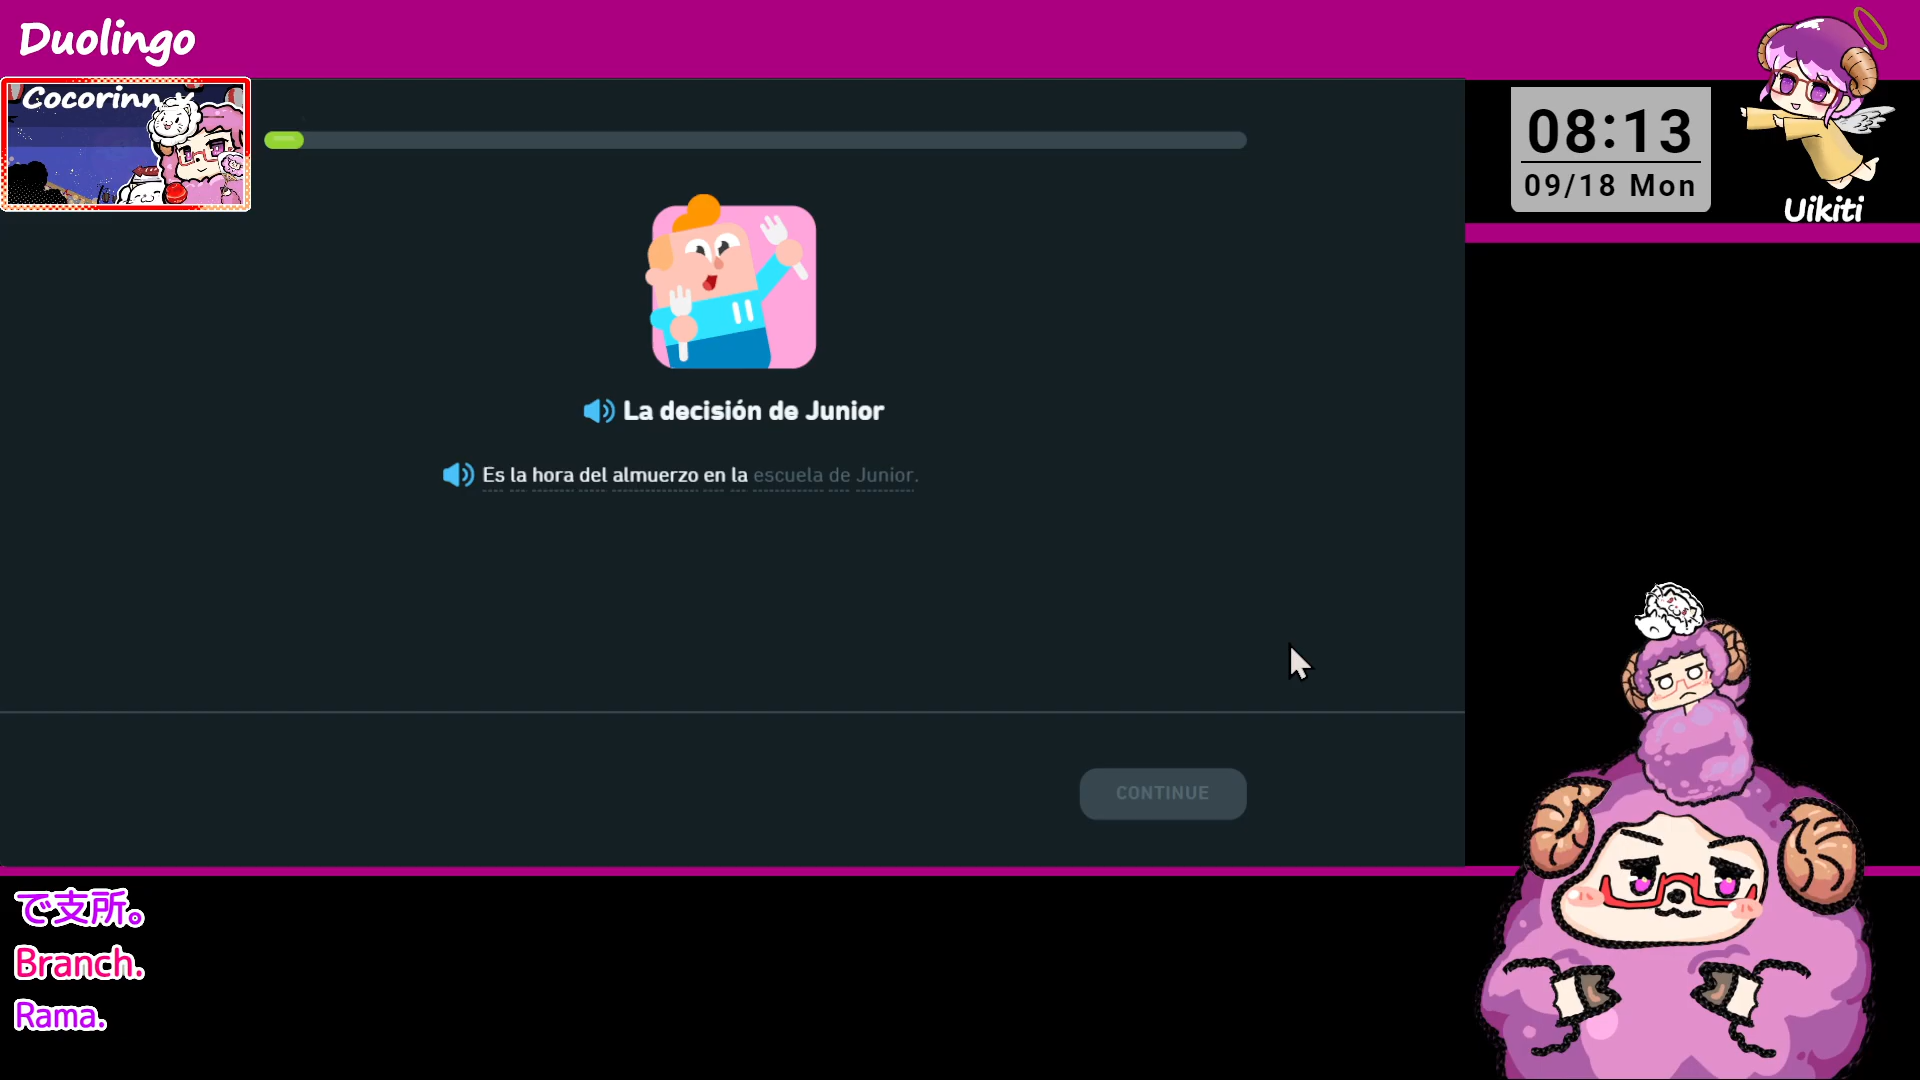 Duolingo
Cocorinn
08:13
09/18 Mon
Uikiti
La decisión de Junior
Es la hora del almuerzo en la escuela de Junior.
CONTINUE
で支所。
Branch.
Rama.